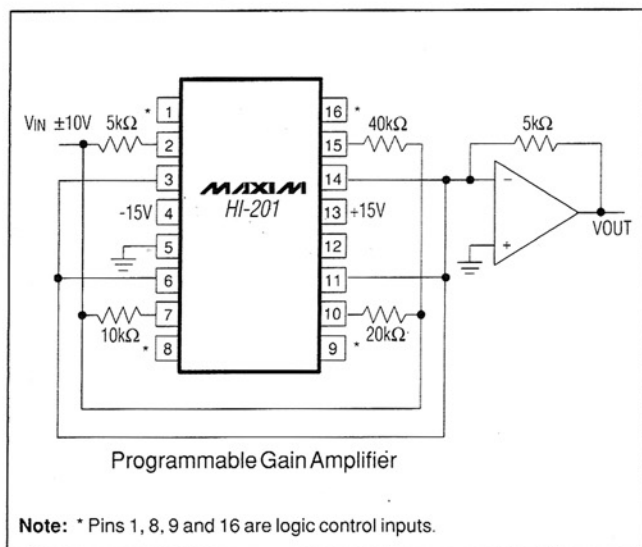 VIN ±10V 5kΩ * 1 16 * 40kΩ 5kΩ
2 15
3 MAXIM 14 −
-15V 4 HI-201 13 +15V VOUT
5 12 +
6 11
7 10
10kΩ * 8 9 * 20kΩ
Programmable Gain Amplifier
Note: * Pins 1, 8, 9 and 16 are logic control inputs.